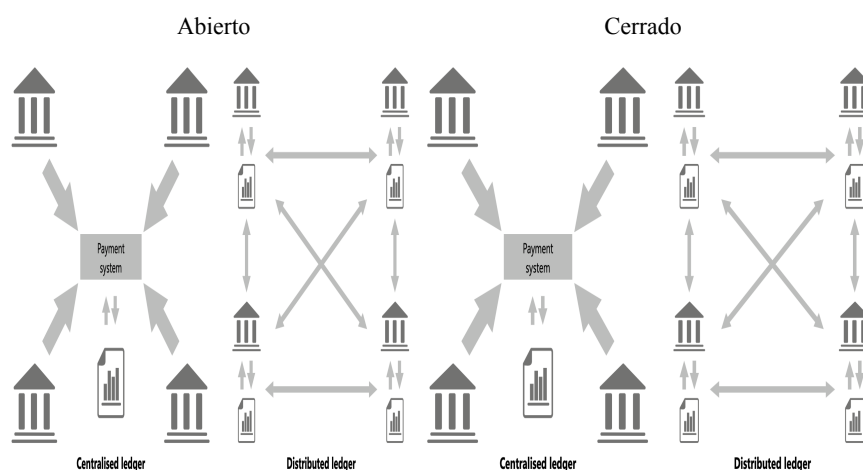 Abierto
Cerrado
Payment
system
Payment
system
Centralised ledger
Distributed ledger
Centralised ledger
Distributed ledger